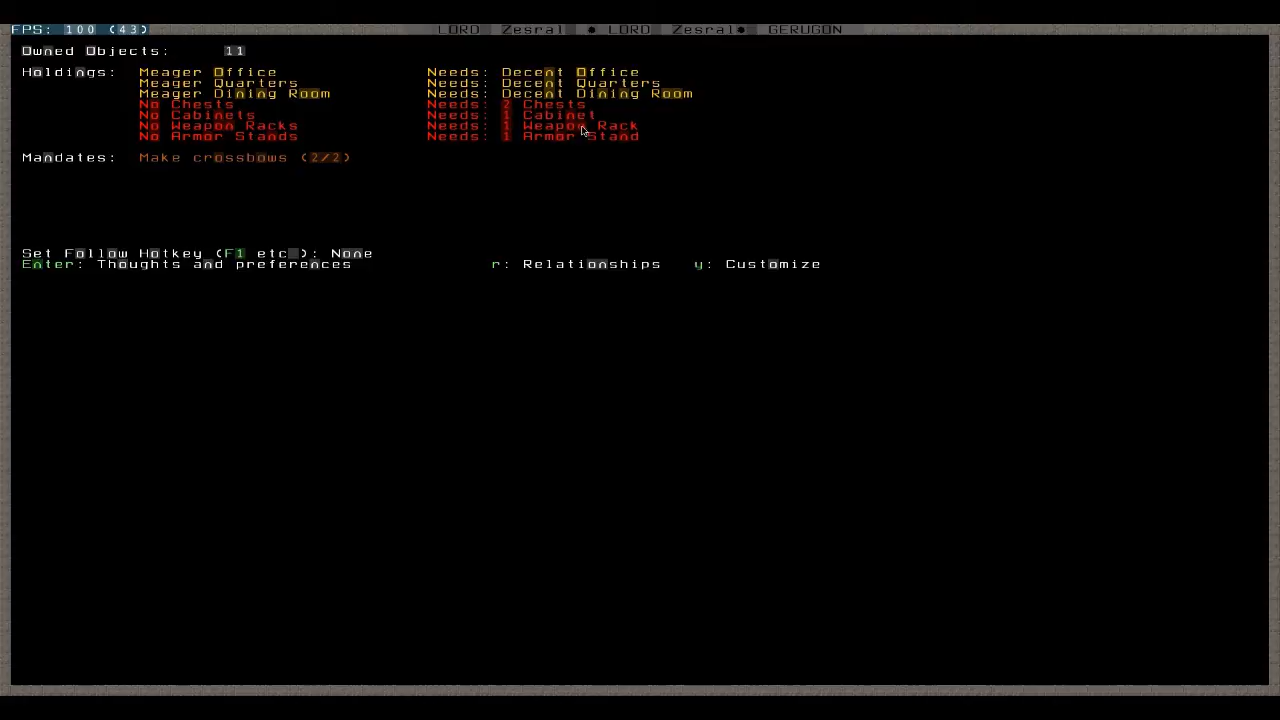 FPS: 100 (43) LORD Zesral LORD Zesral GERUGON
Owned Objects: 11
Holdings: Meager Office Needs: Decent Office
Meager Quarters Needs: Decent Quarters
Meager Dining Room Needs: Decent Dining Room
No Chests Needs: 2 Chests
No Cabinets Needs: 1 Cabinet
No Weapon Racks Needs: 1 Weapon Rack
No Armor Stands Needs: 1 Armor Stand
Mandates: Make crossbows (2/2)
Set Follow Hotkey (F1 etc.): None
Enter: Thoughts and preferences r: Relationships y: Customize